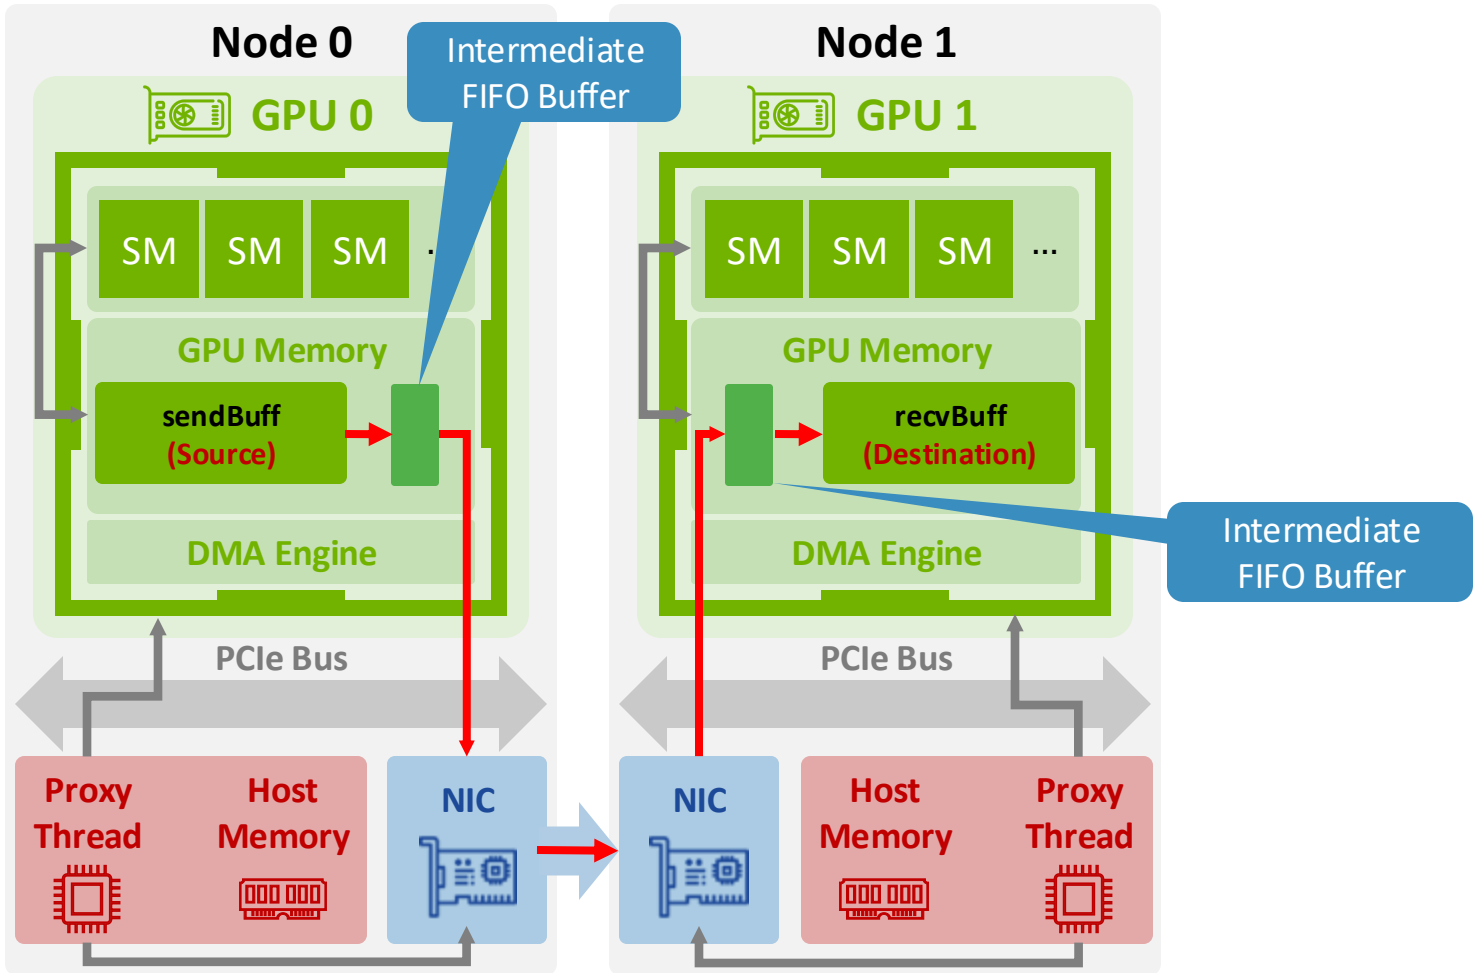 Node 0
Intermediate
FIFO Buffer
GPU 0
SM SM SM .
GPU Memory
sendBuff
(Source)
DMA Engine
PCIe Bus
Proxy
Thread
Host
Memory
NIC
Node 1
GPU 1
SM SM SM ...
GPU Memory
recvBuff
(Destination)
Intermediate
FIFO Buffer
DMA Engine
PCIe Bus
NIC
Host
Memory
Proxy
Thread